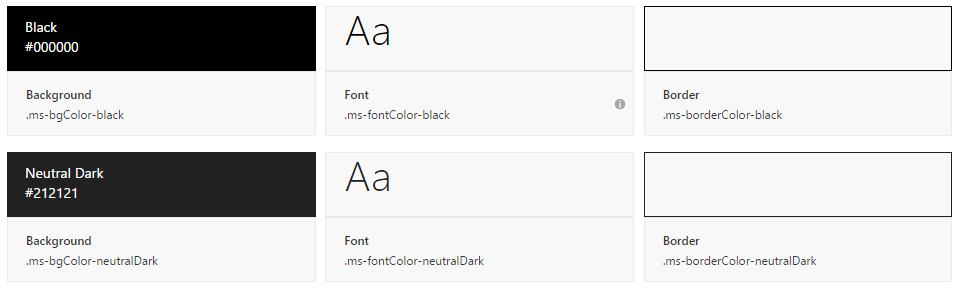 Black
#000000
Aa
Background
.ms-bgColor-black
Font
.ms-fontColor-black
Border
.ms-borderColor-black
Neutral Dark
#212121
Aa
Background
.ms-bgColor-neutralDark
Font
.ms-fontColor-neutralDark
Border
.ms-borderColor-neutralDark